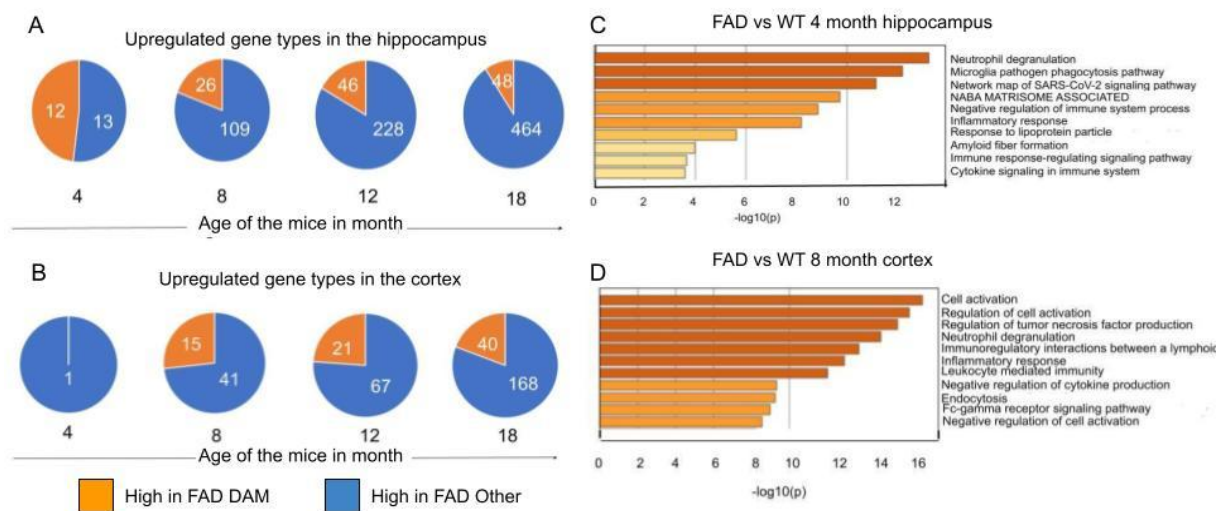 A
Upregulated gene types in the hippocampus
12
13
26
109
46
228
48
464
4
8
12
18
Age of the mice in month
B
Upregulated gene types in the cortex
1
15
41
21
67
40
168
4
8
12
18
Age of the mice in month
High in FAD DAM
High in FAD Other
C
FAD vs WT 4 month hippocampus
Neutrophil degranulation
Microglia pathogen phagocytosis pathway
Network map of SARS-CoV-2 signaling pathway
NABA MATRISOME ASSOCIATED
Negative regulation of immune system process
Inflammatory response
Response to lipoprotein particle
Amyloid fiber formation
Immune response-regulating signaling pathway
Cytokine signaling in immune system
0 2 4 6 8 10 12
-log10(p)
D
FAD vs WT 8 month cortex
Cell activation
Regulation of cell activation
Regulation of tumor necrosis factor production
Neutrophil degranulation
Immunoregulatory interactions between a lymphoid
Inflammatory response
Leukocyte mediated immunity
Negative regulation of cytokine production
Endocytosis
Fc-gamma receptor signaling pathway
Negative regulation of cell activation
0 2 4 6 8 10 12 14 16
-log10(p)